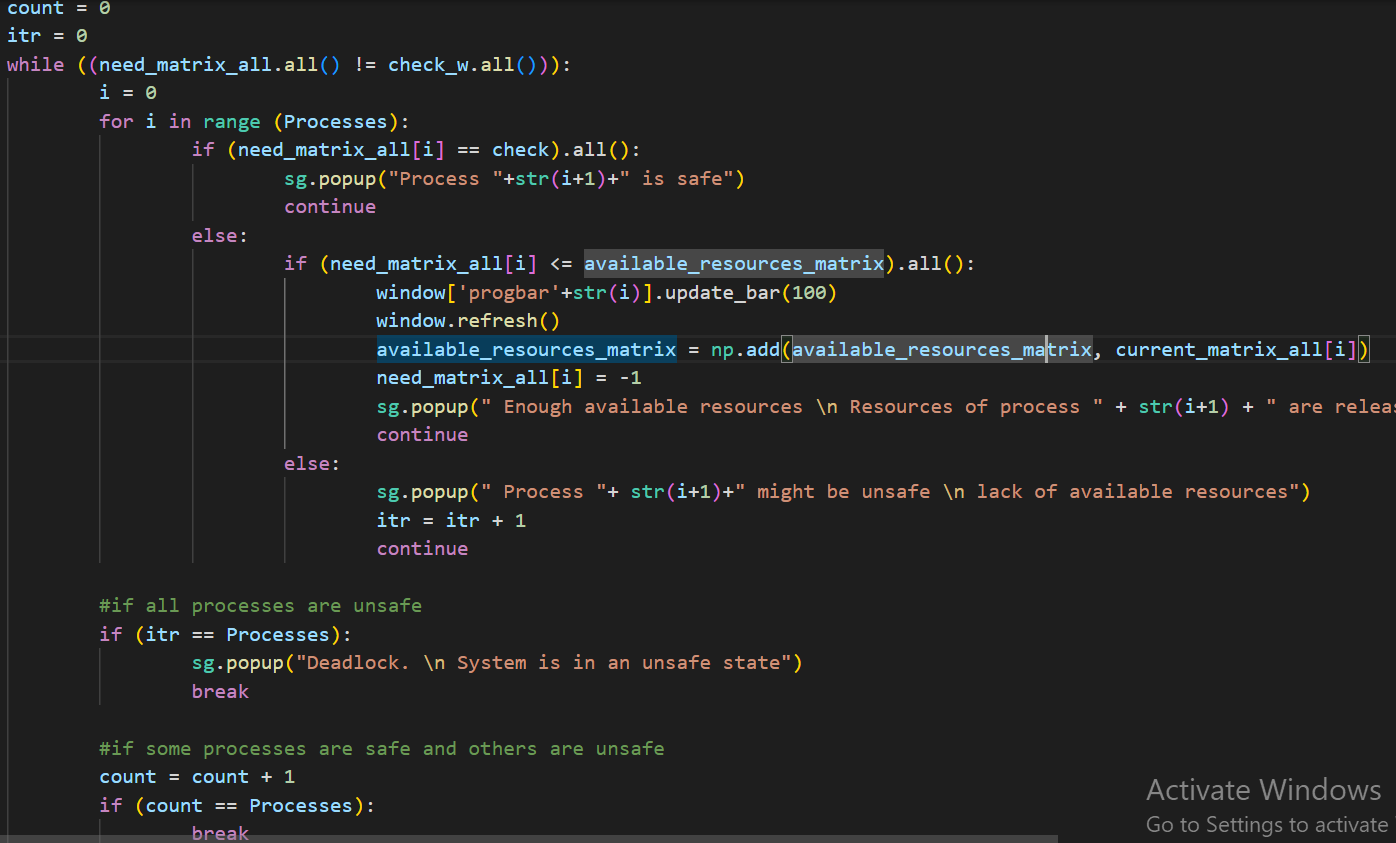 count = 0
itr = 0
while ((need_matrix_all.all() != check_w.all())):
        i = 0
        for i in range (Processes):
                if (need_matrix_all[i] == check).all():
                        sg.popup("Process "+str(i+1)+" is safe")
                        continue
                else:
                        if (need_matrix_all[i] <= available_resources_matrix).all():
                                window['progbar'+str(i)].update_bar(100)
                                window.refresh()
                                available_resources_matrix = np.add(available_resources_matrix, current_matrix_all[i])
                                need_matrix_all[i] = -1
                                sg.popup(" Enough available resources \n Resources of process " + str(i+1) + " are relea
                                continue
                        else:
                                sg.popup(" Process "+ str(i+1)+" might be unsafe \n lack of available resources")
                                itr = itr + 1
                                continue
        #if all processes are unsafe
        if (itr == Processes):
                sg.popup("Deadlock. \n System is in an unsafe state")
                break
        #if some processes are safe and others are unsafe
        count = count + 1
        if (count == Processes):
                break
Activate Windows
Go to Settings to activate